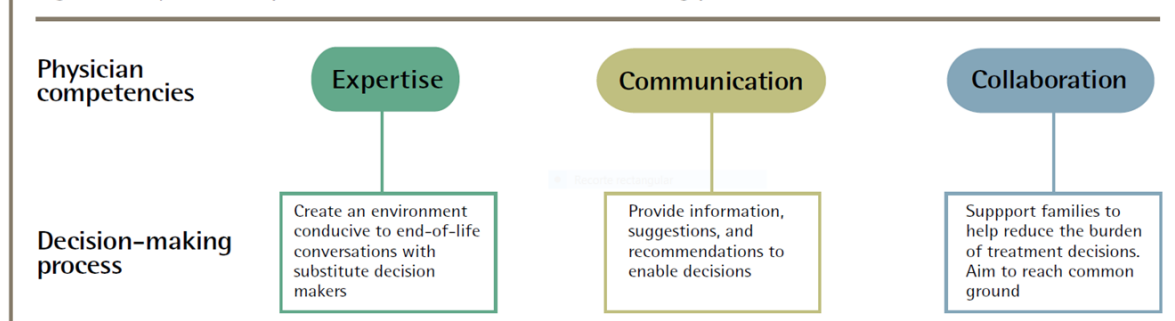 Physician
competencies
Expertise
Communication
Collaboration
Decision-making
process
Create an environment
conducive to end-of-life
conversations with
substitute decision
makers
Provide information,
suggestions, and
recommendations to
enable decisions
Suppport families to
help reduce the burden
of treatment decisions.
Aim to reach common
ground